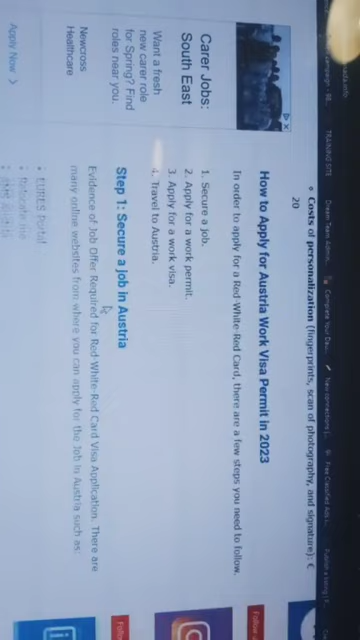 TRAINING SITE
Costs of personalization (fingerprints, scan of photography, and signature): €
20
How to Apply for Austria Work Visa Permit in 2023
In order to apply for a Red-White-Red Card, there are a few steps you need to follow.
1. Secure a job.
2. Apply for a work permit.
3. Apply for a work visa.
4. Travel to Austria.
Step 1: Secure a job in Austria
Evidence of Job Offer Required for Red-White-Red Card Visa Application. There are
many online websites from where you can apply for the Job in Austria such as:
EURES Portal
Carer Jobs:
South East
Want a fresh
new carer role
for Spring? Find
roles near you.
Newcross
Healthcare
Apply Now >
Follow
Follow